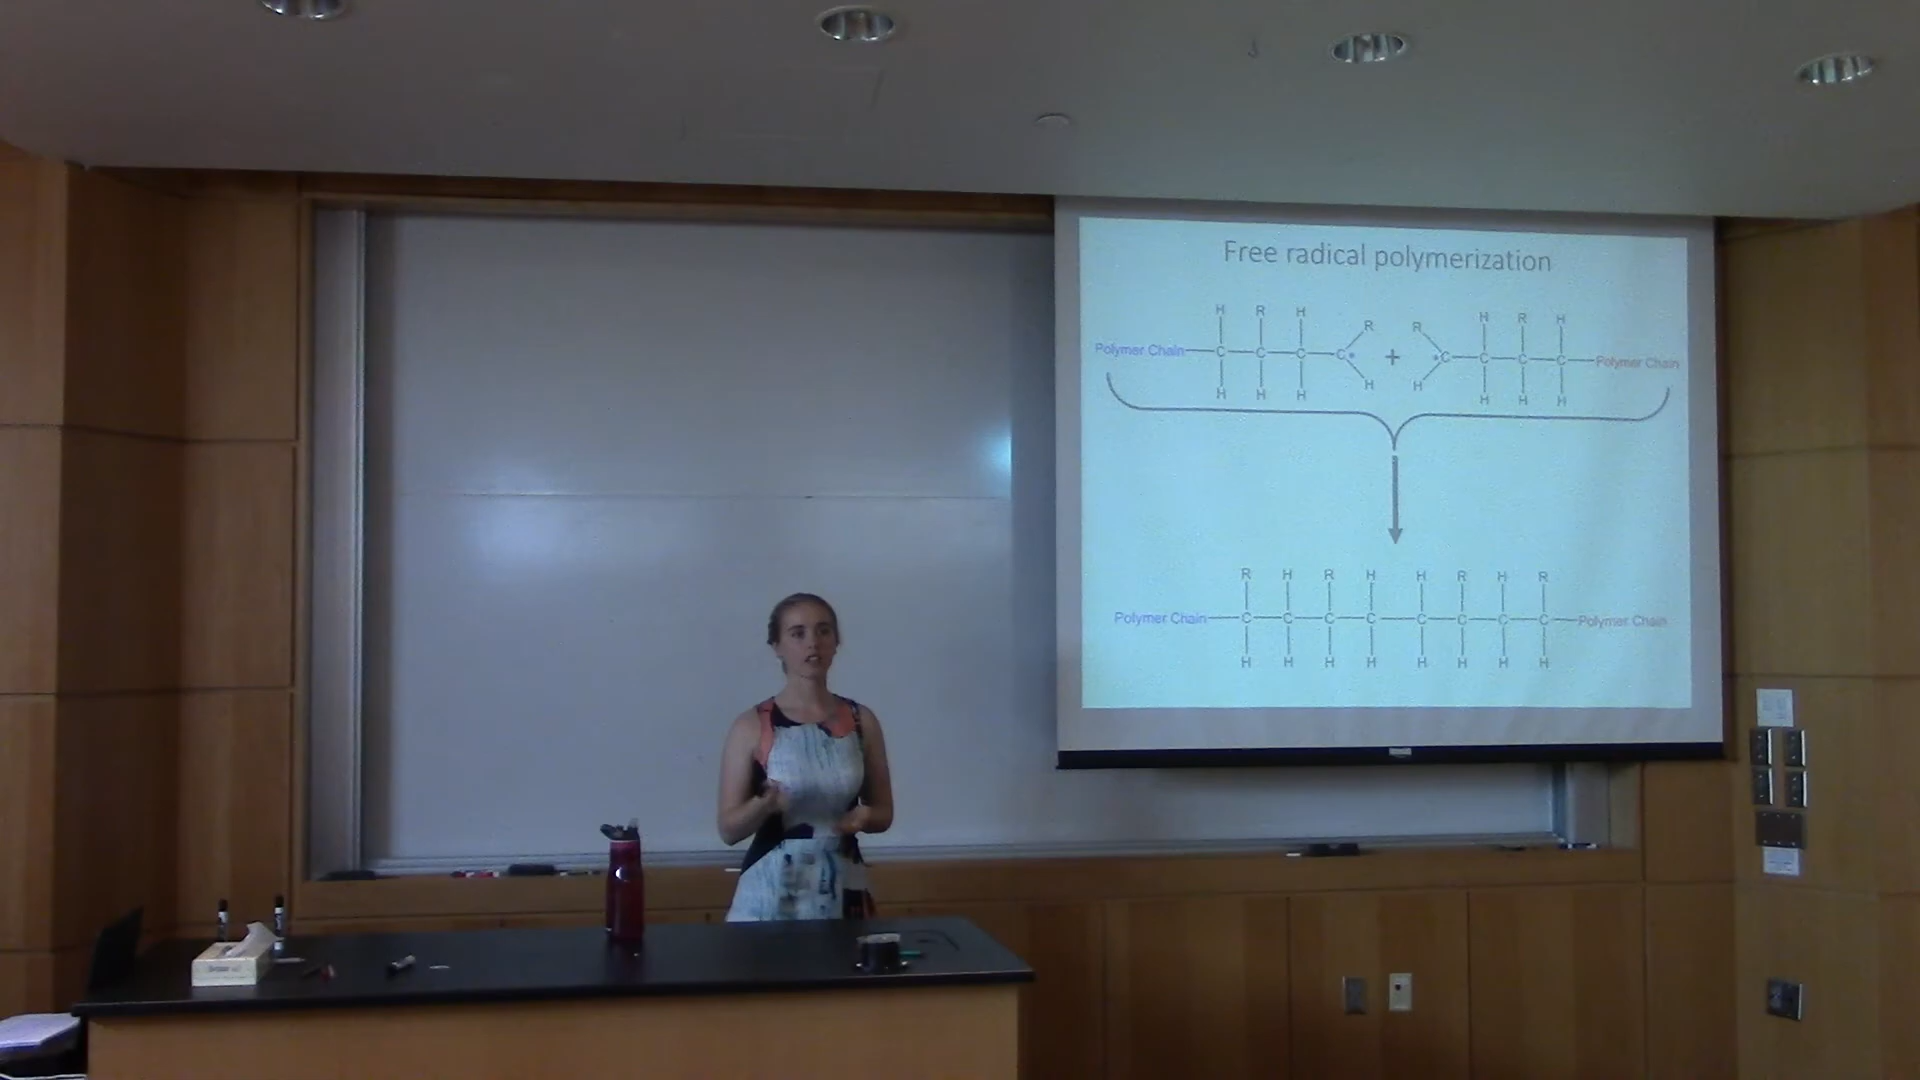 Free radical polymerization
H R H R R H R H
Polymer Chain C C C C• + •C C C C Polymer Chain
H H H H H H H H
R H R H H R H R
Polymer Chain C C C C C C C C Polymer Chain
H H H H H H H H